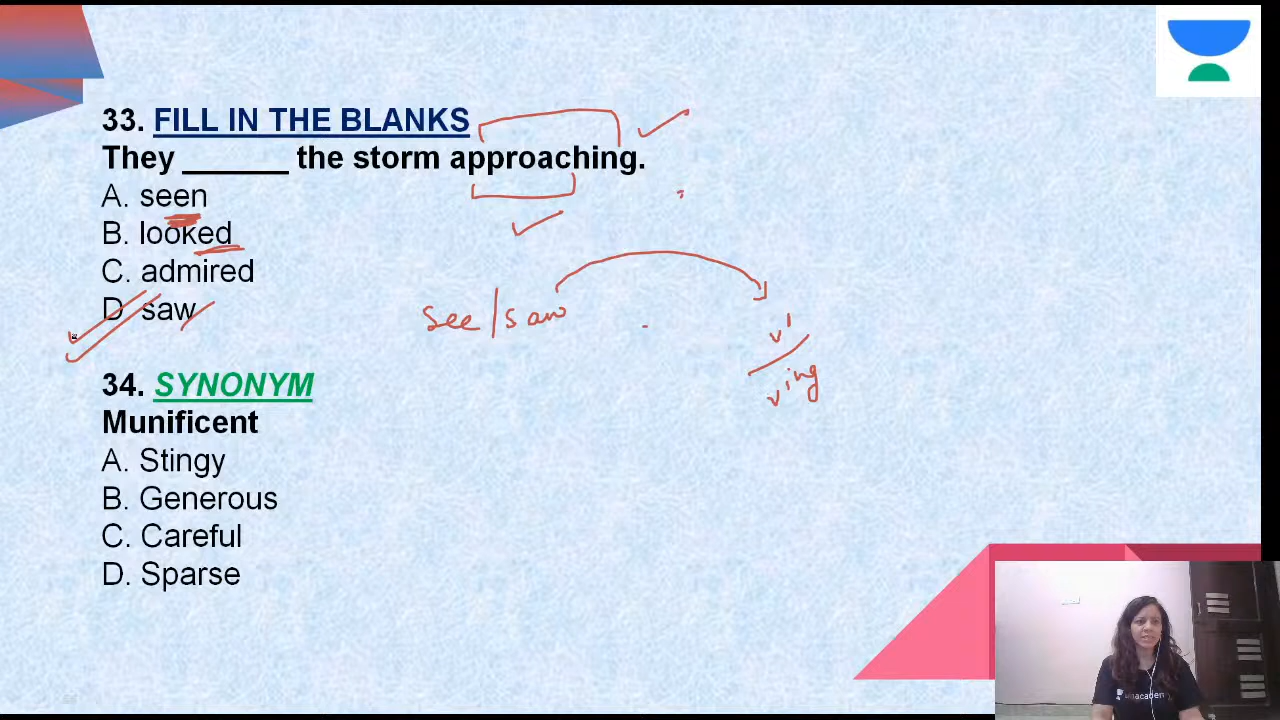 33. FILL IN THE BLANKS
They ______ the storm approaching.
A. seen
B. looked
C. admired
D. saw
see/saw
v¹
v ing
34. SYNONYM
Munificent
A. Stingy
B. Generous
C. Careful
D. Sparse